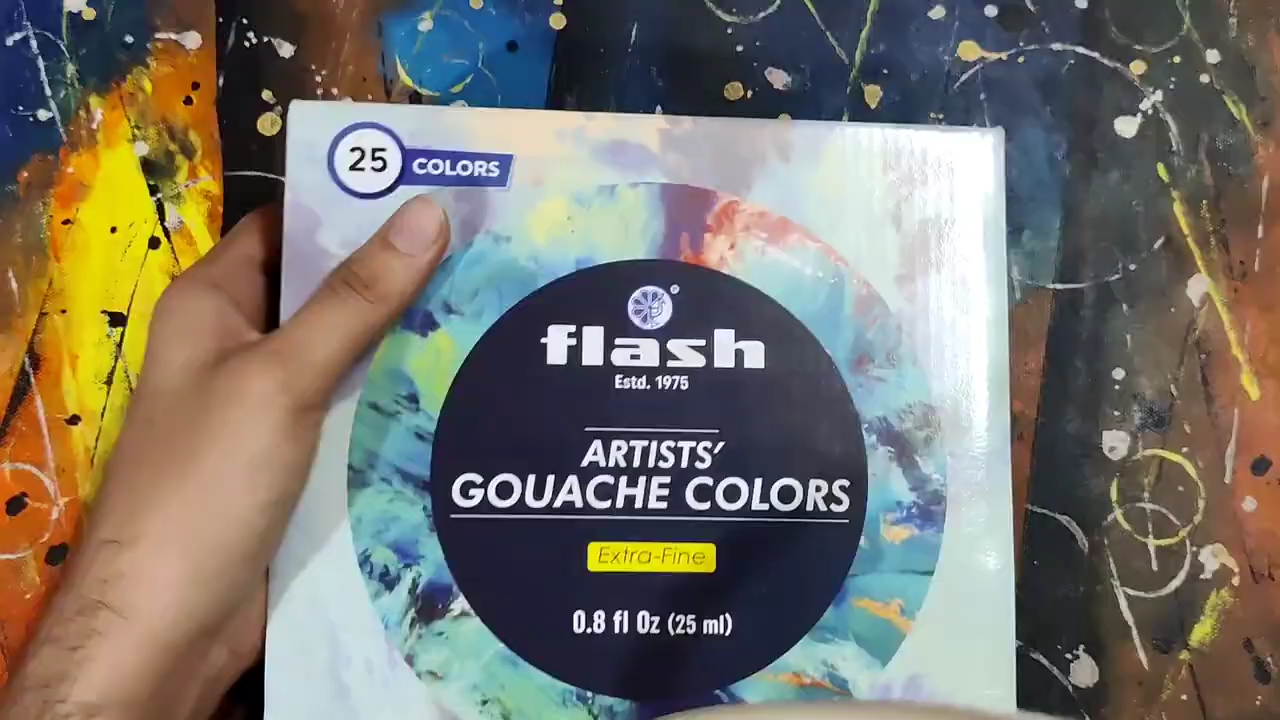 25 COLORS
flash
Estd. 1975
ARTISTS'
GOUACHE COLORS
Extra-Fine
0.8 fl Oz (25 ml)